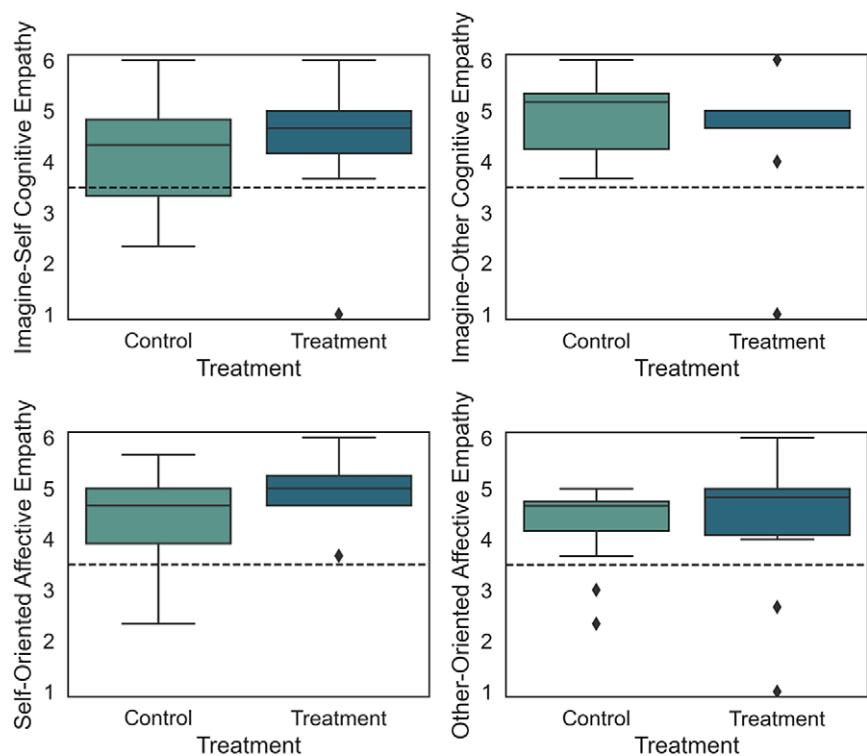 Imagine-Self Cognitive Empathy
6
5
4
3
2
1
Control
Treatment
Treatment
Imagine-Other Cognitive Empathy
6
5
4
3
2
1
Control
Treatment
Treatment
Self-Oriented Affective Empathy
6
5
4
3
2
1
Control
Treatment
Treatment
Other-Oriented Affective Empathy
6
5
4
3
2
1
Control
Treatment
Treatment